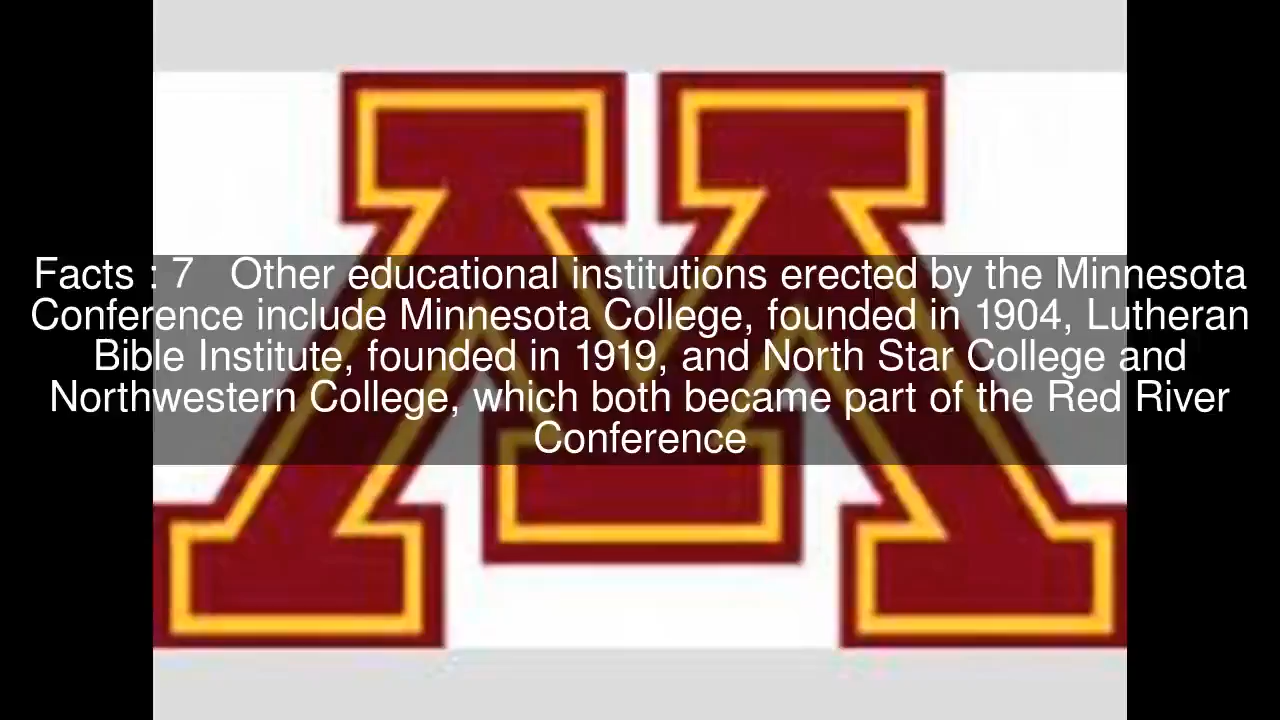 Facts : 7   Other educational institutions erected by the Minnesota
Conference include Minnesota College, founded in 1904, Lutheran
Bible Institute, founded in 1919, and North Star College and
Northwestern College, which both became part of the Red River
Conference
M